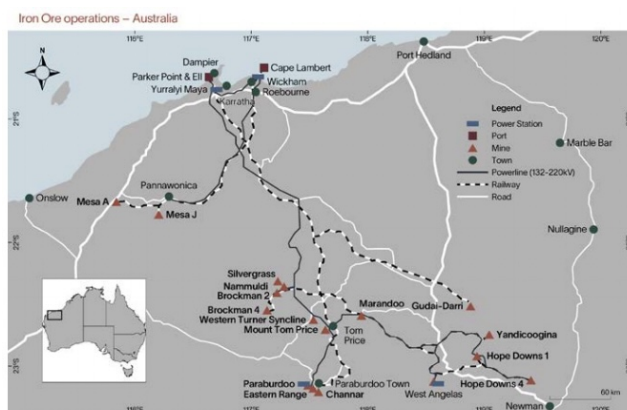 Iron Ore operations – Australia
116°E
117°E
118°E
119°E
120°E
N
Port Hedland
Dampier
Cape Lambert
Parker Point & EII
Wickham
Yurralyi Maya
Roebourne
Karratha
Legend
Power Station
Port
Mine
Town
Powerline (132-220kV)
Railway
Road
21°S
Marble Bar
Pannawonica
Onslow
Mesa A
Mesa J
Nullagine
22°S
Silvergrass
Nammuldi
Brockman 2
Brockman 4
Marandoo
Gudai-Darri
Western Turner Syncline
Mount Tom Price
Tom
Price
Yandicoogina
Hope Downs 1
23°S
Paraburdoo
Paraburdoo Town
Eastern Range
Channar
West Angelas
Hope Downs 4
60 km
Newman